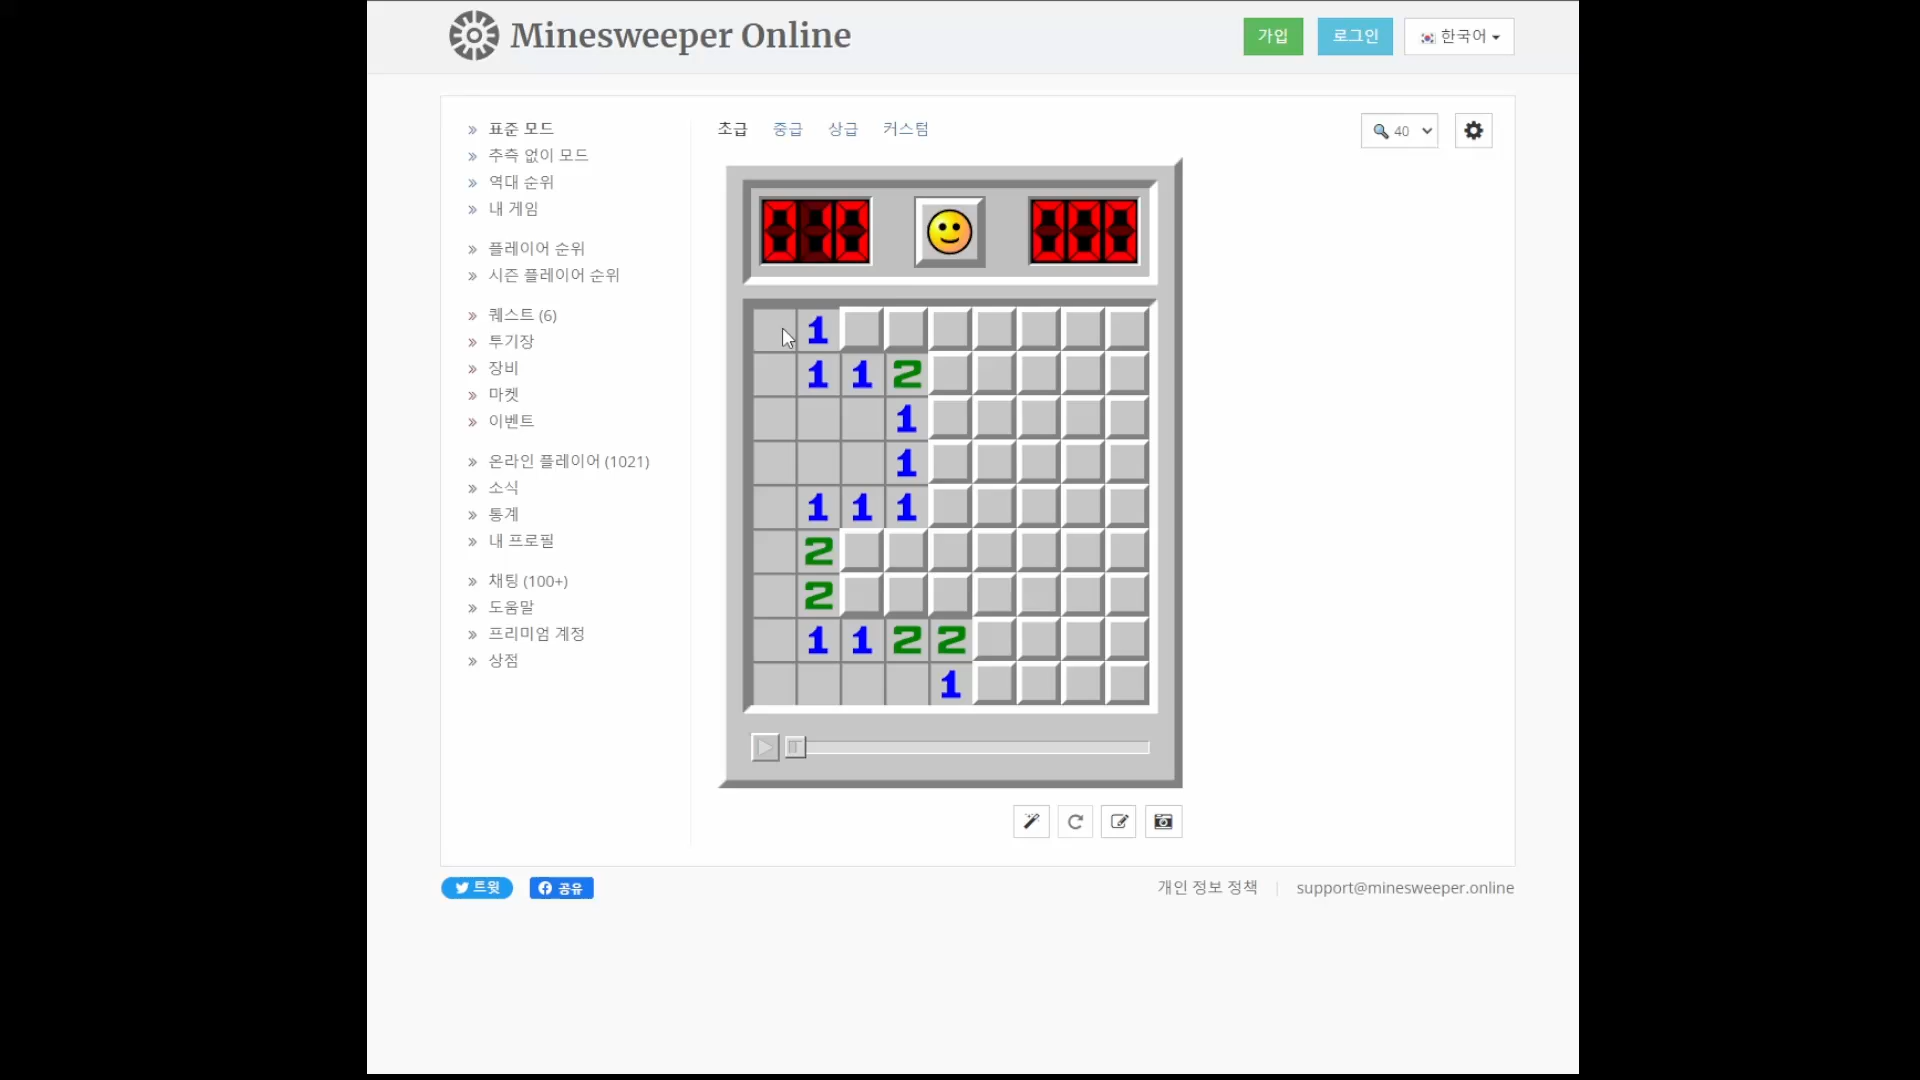 Minesweeper Online
가입
로그인
한국어
표준 모드
추측 없이 모드
역대 순위
내 게임
플레이어 순위
시즌 플레이어 순위
퀘스트 (6)
투기장
장비
마켓
이벤트
온라인 플레이어 (1021)
소식
통계
내 프로필
채팅 (100+)
도움말
프리미엄 계정
상점
초급 중급 상급 커스텀
40
1
1 1 2
1
1
1 1 1
2
2
1 1 2 2
1
트윗
공유
개인 정보 정책
support@minesweeper.online